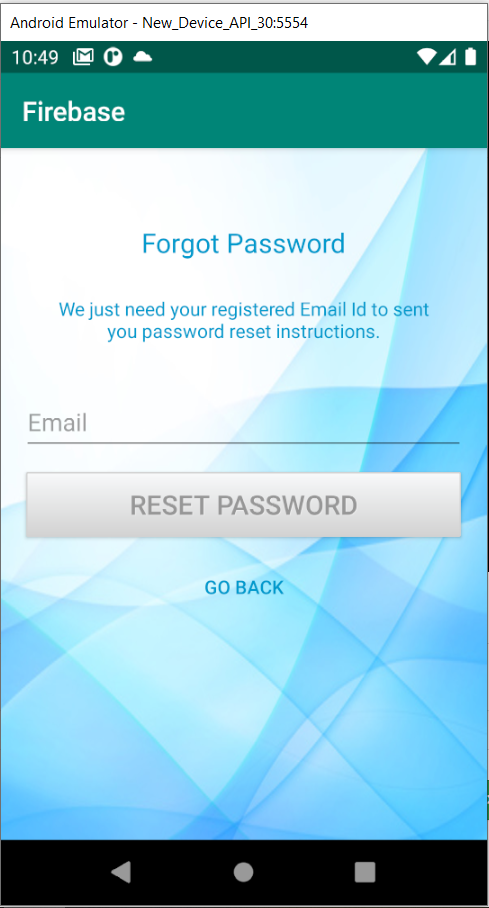 Android Emulator - New_Device_API_30:5554
10:49
Firebase
Forgot Password
We just need your registered Email Id to sent
you password reset instructions.
Email
RESET PASSWORD
GO BACK